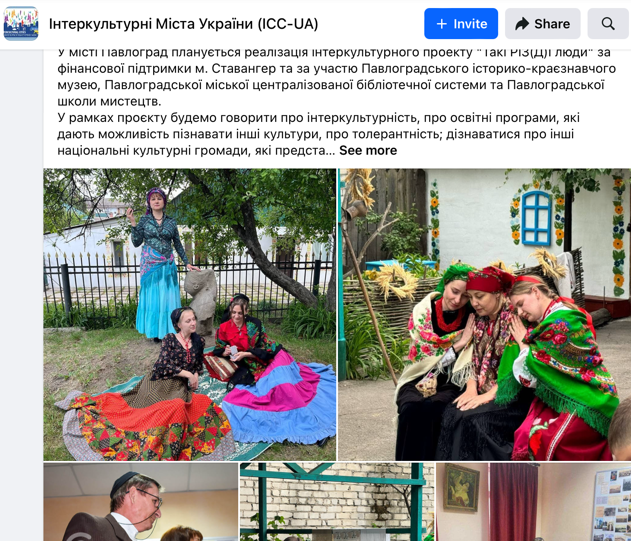 Інтеркультурні Міста України (ICC-UA)
Invite
Share
У місті Павлоград планується реалізація інтеркультурного проекту "Такі РІЗ(Д)І люди" за
фінансової підтримки м. Ставангер та за участю Павлоградського історико-краєзнавчого
музею, Павлоградської міської централізованої бібліотечної системи та Павлоградської
школи мистецтв.
У рамках проєкту будемо говорити про інтеркультурність, про освітні програми, які
дають можливість пізнавати інші культури, про толерантність; дізнаватися про інші
національні культурні громади, які предста... See more